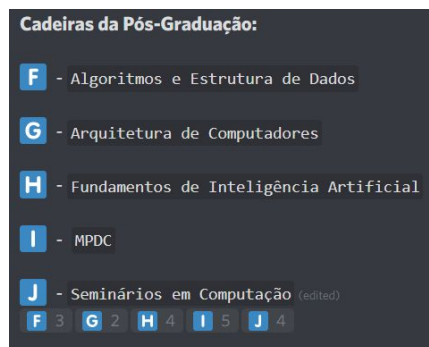 Cadeiras da Pós-Graduação:
F - Algoritmos e Estrutura de Dados
G - Arquitetura de Computadores
H - Fundamentos de Inteligência Artificial
I - MPDC
J - Seminários em Computação (edited)
F 3 G 2 H 4 I 5 J 4